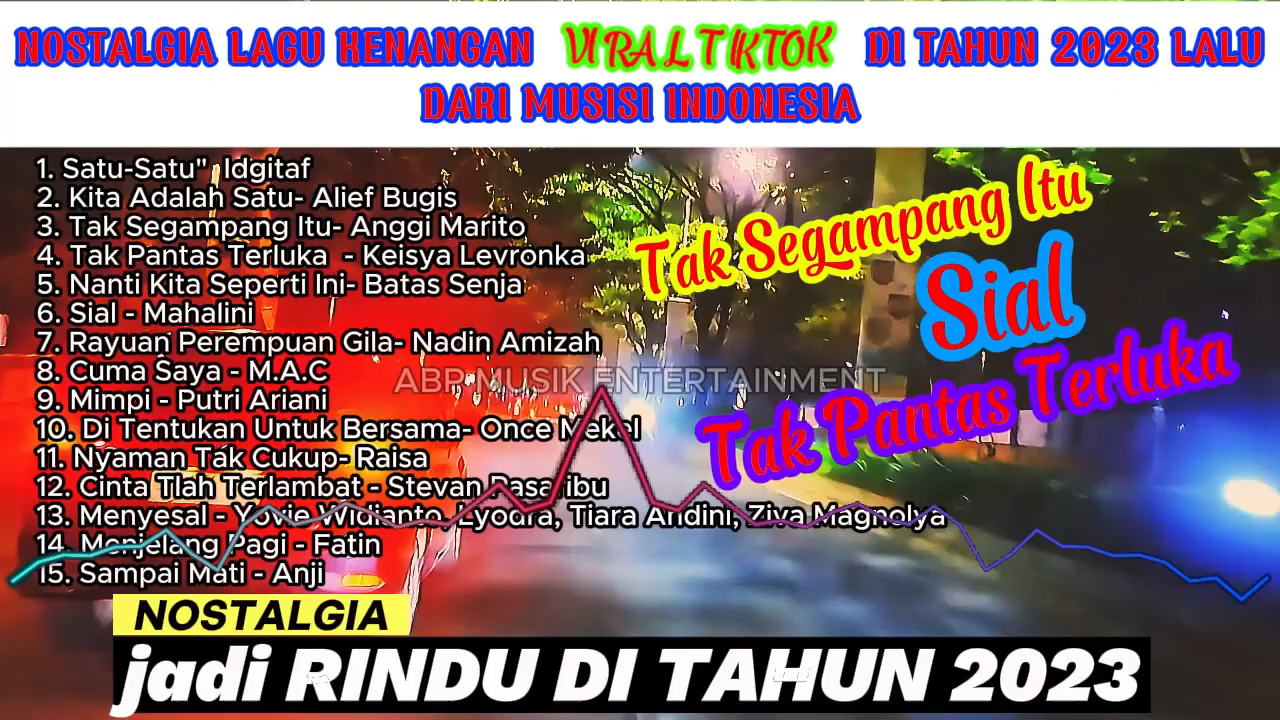 NOSTALGIA LAGU KENANGAN VIRAL TIKTOK DI TAHUN 2023 LALU
DARI MUSISI INDONESIA
1. Satu-Satu" Idgitaf
2. Kita Adalah Satu- Alief Bugis
3. Tak Segampang Itu- Anggi Marito
4. Tak Pantas Terluka - Keisya Levronka
5. Nanti Kita Seperti Ini- Batas Senja
6. Sial - Mahalini
7. Rayuan Perempuan Gila- Nadin Amizah
8. Cuma Saya - M.A.C
9. Mimpi - Putri Ariani
10. Di Tentukan Untuk Bersama- Once Mekel
11. Nyaman Tak Cukup- Raisa
12. Cinta Tlah Terlambat - Stevan Pasaribu
13. Menyesal - Yovie Widianto, Lyodra, Tiara Andini, Ziva Magnolya
14. Menjelang Pagi - Fatin
15. Sampai Mati - Anji
Tak Segampang Itu
Sial
Tak Pantas Terluka
ABP MUSIK ENTERTAINMENT
NOSTALGIA
jadi RINDU DI TAHUN 2023